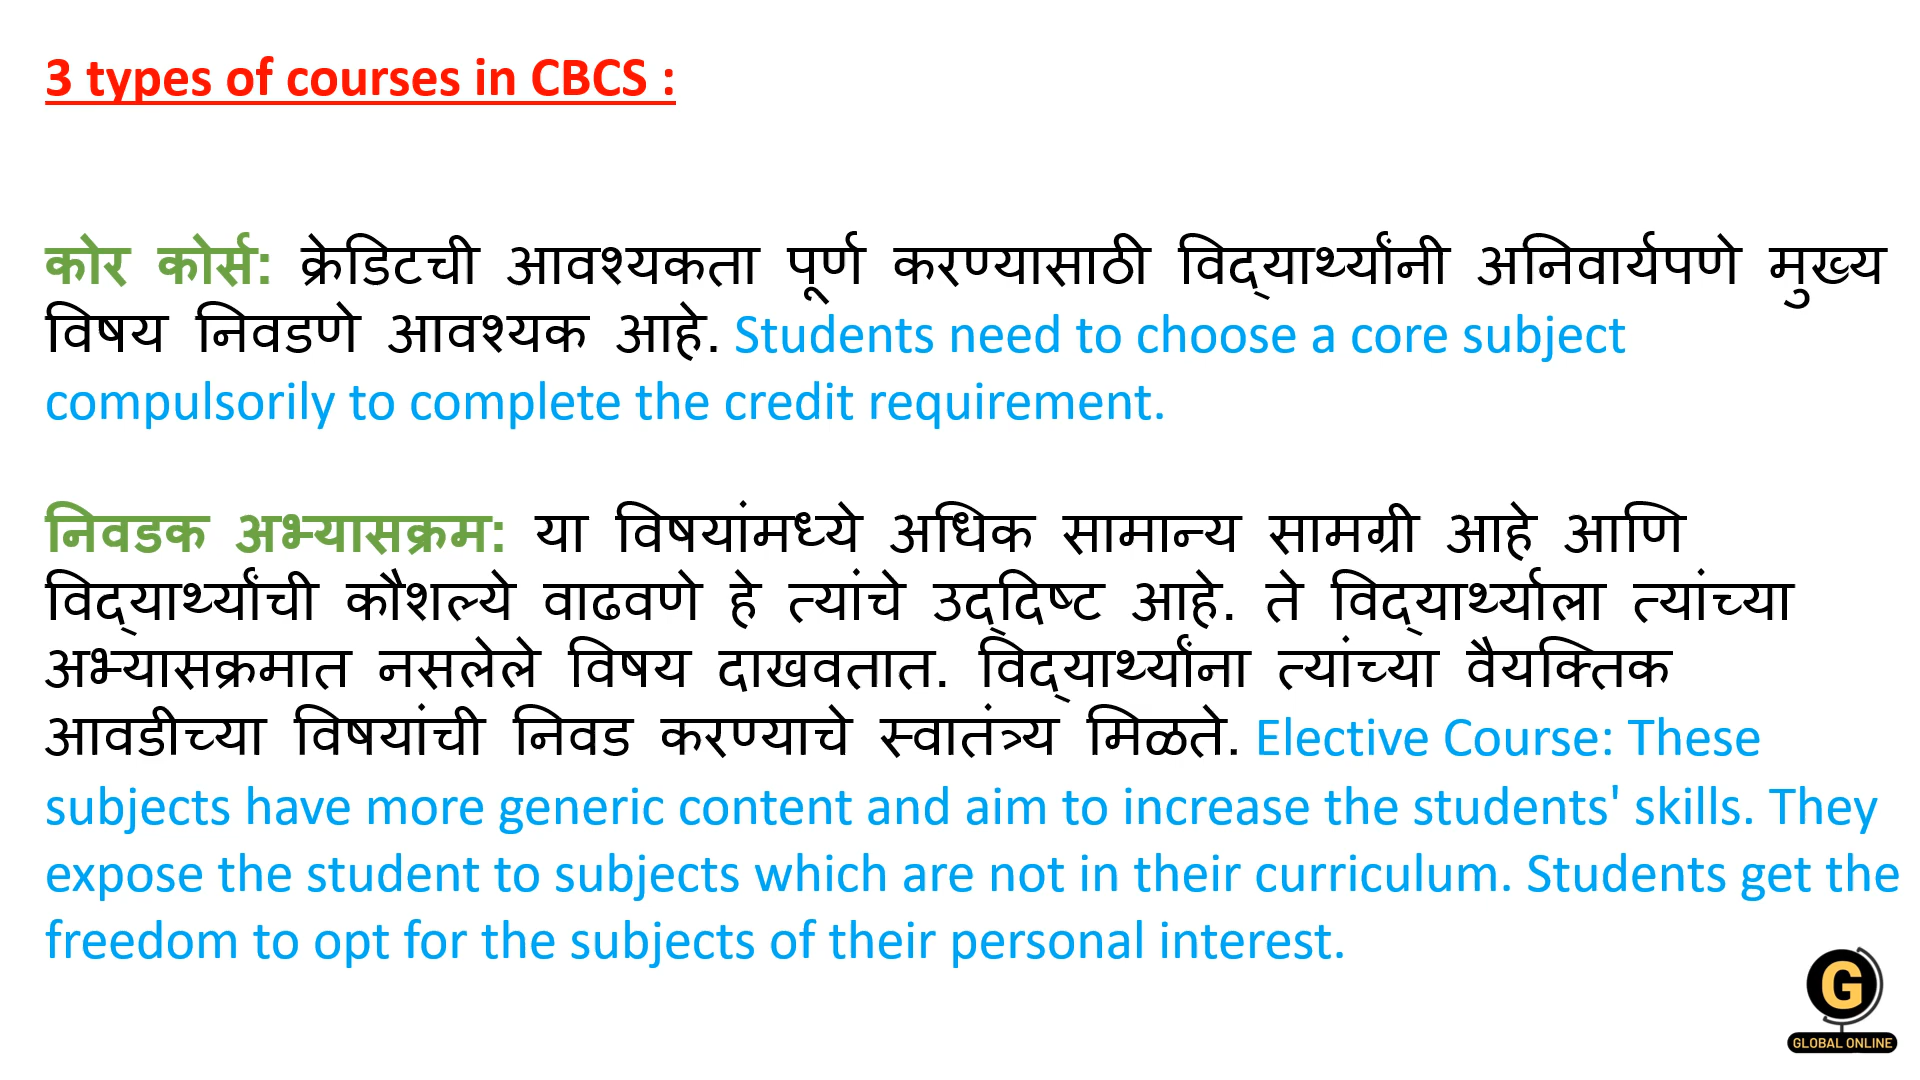 3 types of courses in CBCS :
कोर कोर्स: क्रेडिटची आवश्यकता पूर्ण करण्यासाठी विद्यार्थ्यांनी अनिवार्यपणे मुख्य
विषय निवडणे आवश्यक आहे. Students need to choose a core subject
compulsorily to complete the credit requirement.
निवडक अभ्यासक्रम: या विषयांमध्ये अधिक सामान्य सामग्री आहे आणि
विद्यार्थ्यांची कौशल्ये वाढवणे हे त्यांचे उद्दिष्ट आहे. ते विद्यार्थ्याला त्यांच्या
अभ्यासक्रमात नसलेले विषय दाखवतात. विद्यार्थ्यांना त्यांच्या वैयक्तिक
आवडीच्या विषयांची निवड करण्याचे स्वातंत्र्य मिळते. Elective Course: These
subjects have more generic content and aim to increase the students' skills. They
expose the student to subjects which are not in their curriculum. Students get the
freedom to opt for the subjects of their personal interest.
G
GLOBAL ONLINE